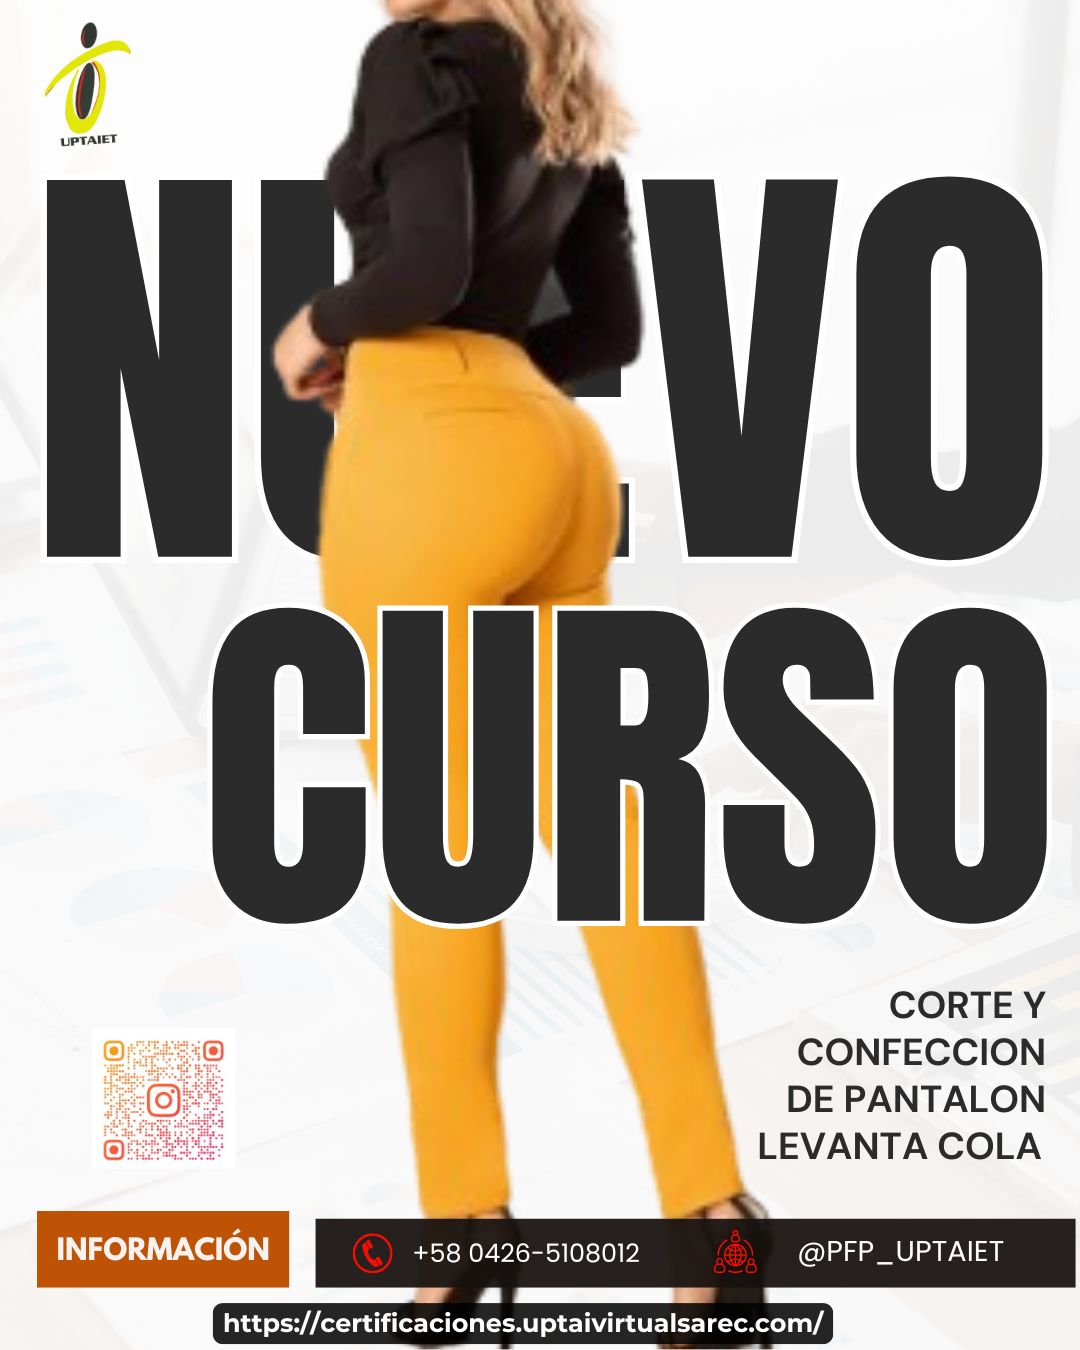 UPTAIET
NUEVO
CURSO
CORTE Y
CONFECCION
DE PANTALON
LEVANTA COLA
INFORMACIÓN
+58 0426-5108012
@PFP_UPTAIET
https://certificaciones.uptaivirtualsarec.com/